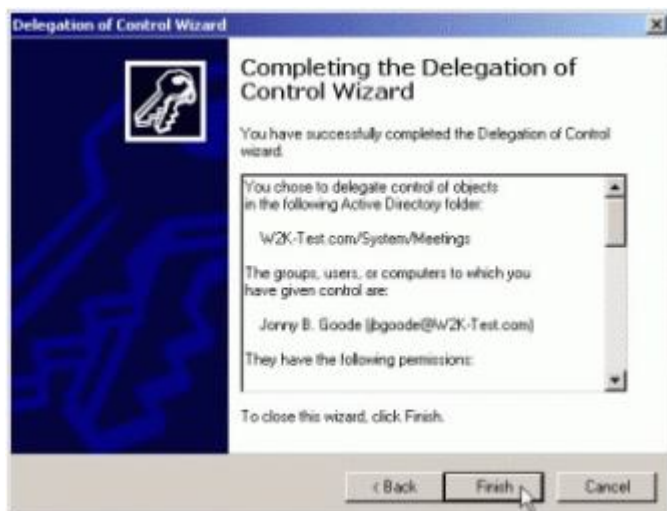 Delegation of Control Wizard
Completing the Delegation of
Control Wizard
You have successfully completed the Delegation of Control
wizard.
You chose to delegate control of objects
in the following Active Directory folder:
W2K-Test.com/System/Meetings
The groups, users, or computers to which you
have given control are:
Jonny B. Goode (jbgoode@W2K-Test.com)
They have the following permissions:
To close this wizard, click Finish.
< Back
Finish
Cancel